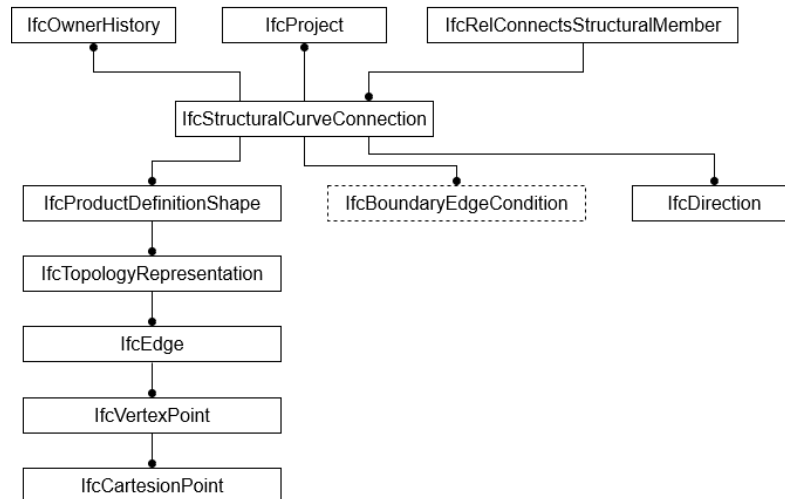 IfcOwnerHistory
IfcProject
IfcRelConnectsStructuralMember
IfcStructuralCurveConnection
IfcProductDefinitionShape
IfcBoundaryEdgeCondition
IfcDirection
IfcTopologyRepresentation
IfcEdge
IfcVertexPoint
IfcCartesionPoint